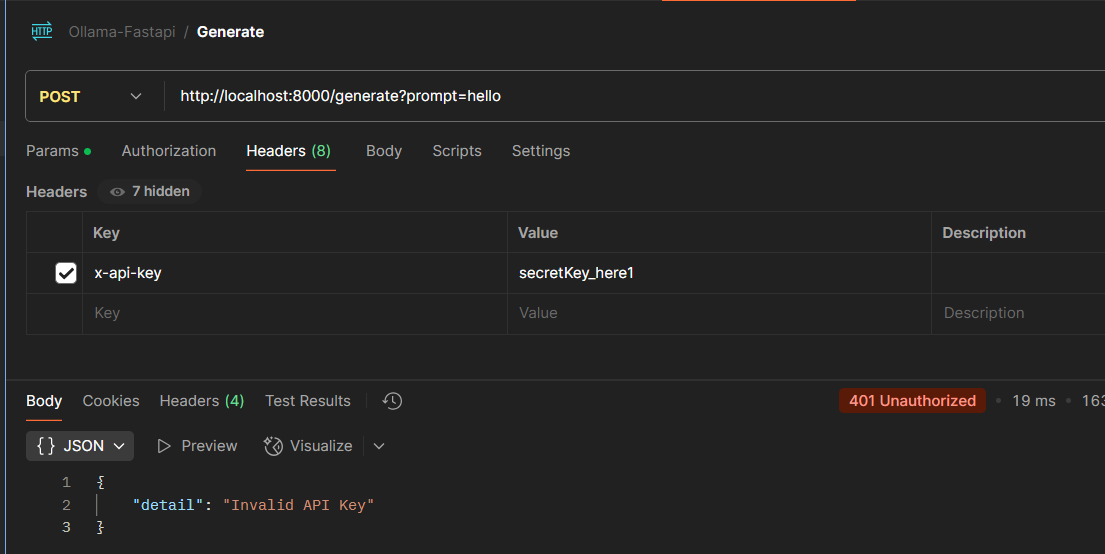 HTTP Ollama-Fastapi / Generate
POST http://localhost:8000/generate?prompt=hello
Params Authorization Headers (8) Body Scripts Settings
Headers 7 hidden
Key Value Description
x-api-key secretKey_here1
Key Value Description
Body Cookies Headers (4) Test Results 401 Unauthorized • 19 ms • 163
{} JSON Preview Visualize
1 {
2 "detail": "Invalid API Key"
3 }